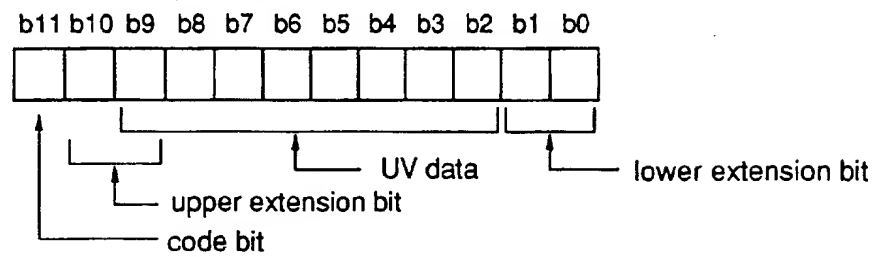 b11 b10 b9 b8 b7 b6 b5 b4 b3 b2 b1 b0
UV data
lower extension bit
upper extension bit
code bit